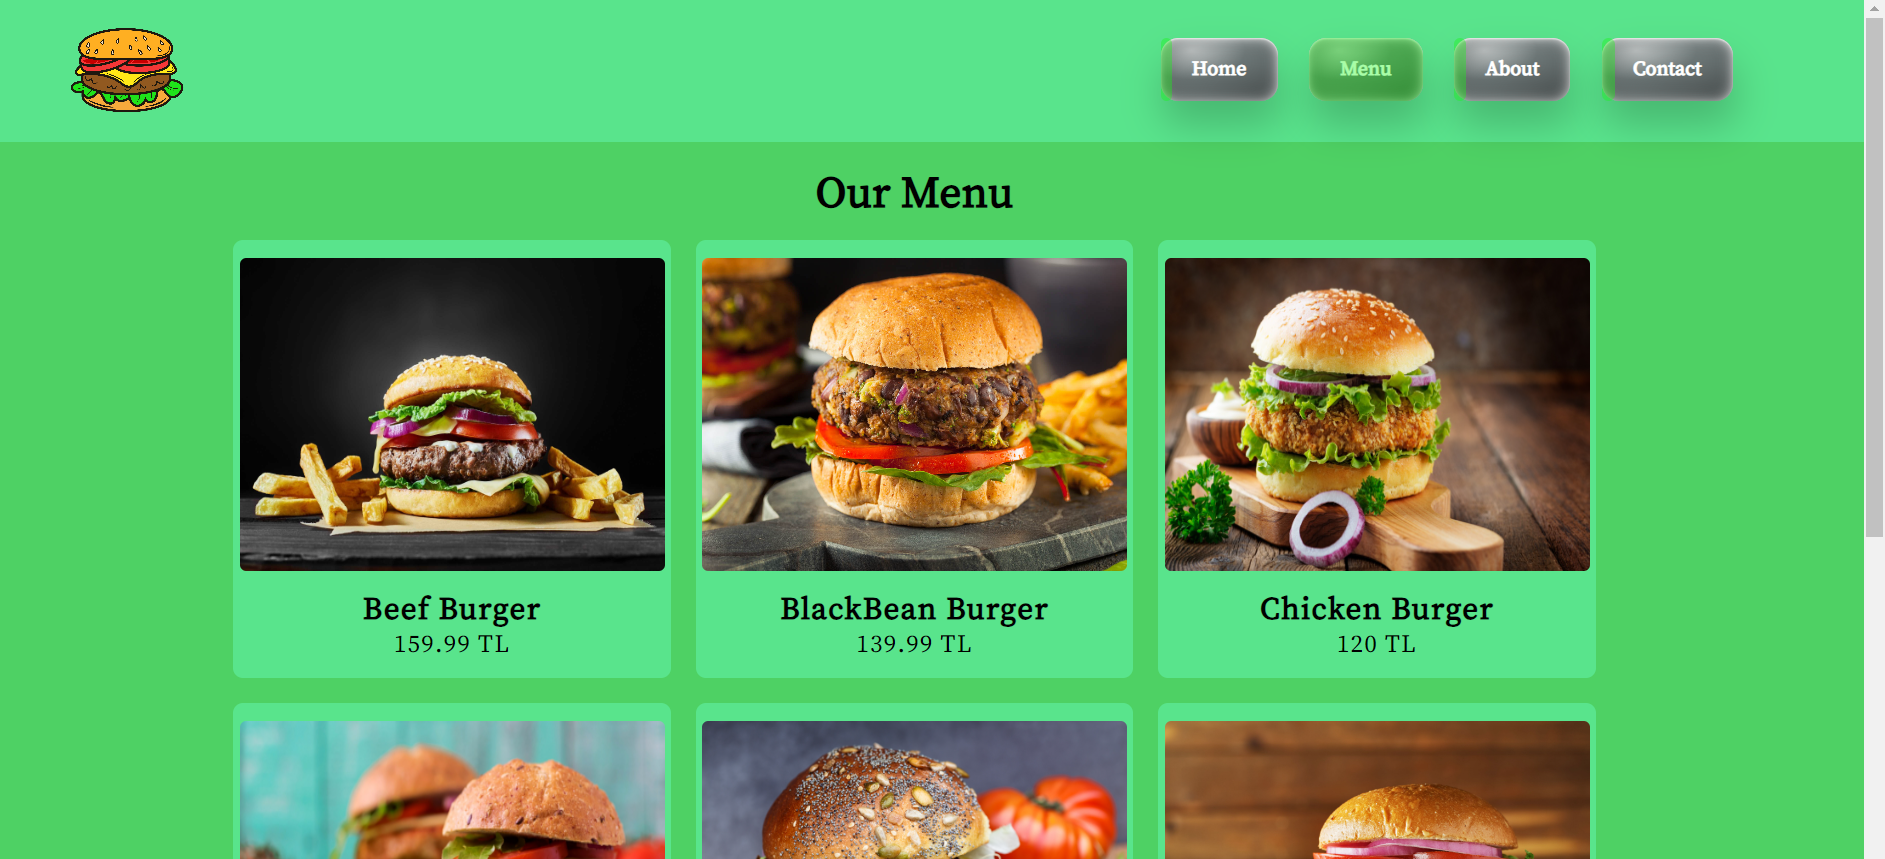 Home
Menu
About
Contact
Our Menu
Beef Burger
159.99 TL
BlackBean Burger
139.99 TL
Chicken Burger
120 TL